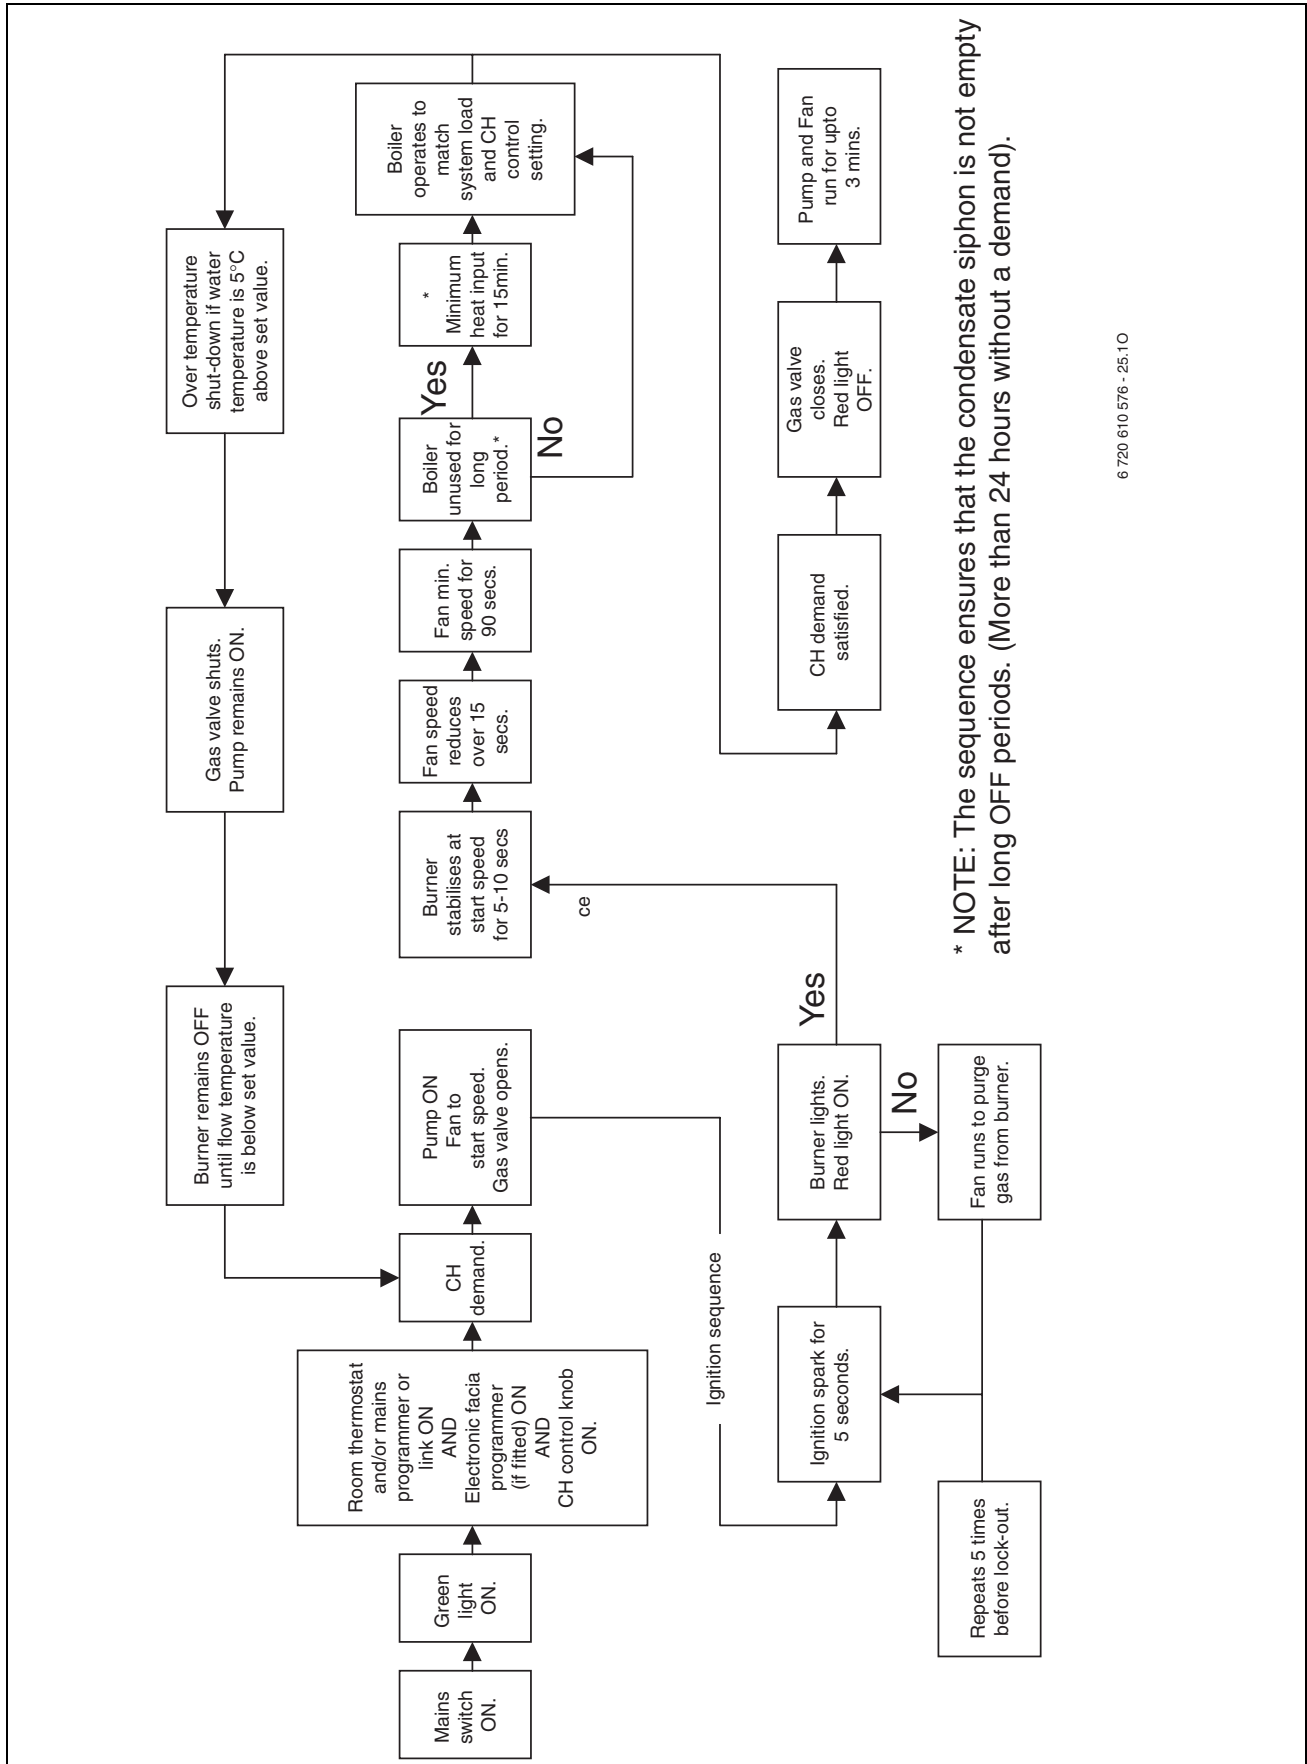 Over temperature
shut-down if water
temperature is 5°C
above set value.
Gas valve shuts.
Pump remains ON.
Burner remains OFF
until flow temperature
is below set value.
Mains
switch
ON.
Green
light
ON.
Room thermostat
and/or mains
programmer or
link ON
AND
Electronic facia
programmer
(if fitted) ON
AND
CH control knob
ON.
CH
demand.
Pump ON
Fan to
start speed.
Gas valve opens.
Burner
stabilises at
start speed
for 5-10 secs
Fan speed
reduces
over 15
secs.
Fan min.
speed for
90 secs.
Boiler
unused for
long
period.*
Yes
No
*
Minimum
heat input
for 15min.
Boiler
operates to
match
system load
and CH
control
setting.
ce
Ignition sequence
Ignition spark for
5 seconds.
Burner lights.
Red light ON.
Yes
No
CH demand
satisfied.
Gas valve
closes.
Red light
OFF.
Pump and Fan
run for upto
3 mins.
Repeats 5 times
before lock-out.
Fan runs to purge
gas from burner.
* NOTE: The sequence ensures that the condensate siphon is not empty
after long OFF periods. (More than 24 hours without a demand).
6 720 610 576 - 25.1O